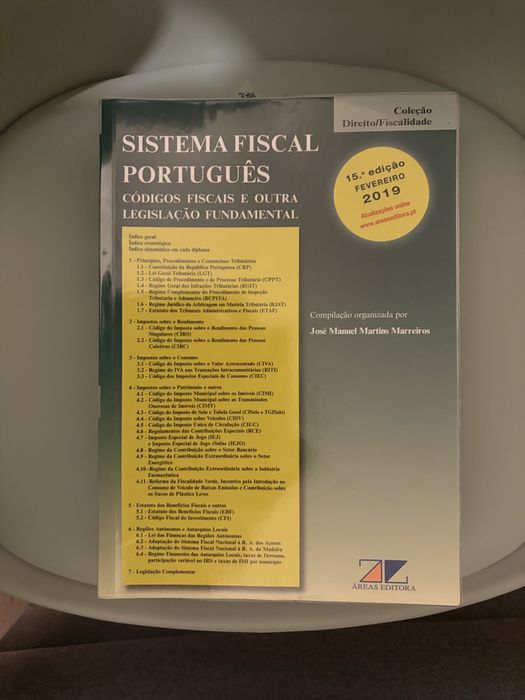 Coleção
Direito/Fiscalidade
SISTEMA FISCAL
PORTUGUÊS
CÓDIGOS FISCAIS E OUTRA
LEGISLAÇÃO FUNDAMENTAL
15.ª edição
FEVEREIRO
2019
Atualizações online
www.areaseditora.pt
Índice geral
Índice cronológico
Índice sistemático em cada diploma
1 - Princípios, Procedimentos e Contencioso Tributários
1.1 - Constituição da República Portuguesa (CRP)
1.2 - Lei Geral Tributária (LGT)
1.3 - Código de Procedimento e de Processo Tributário (CPPT)
1.4 - Regime Geral das Infrações Tributárias (RGIT)
1.5 - Regime Complementar do Procedimento de Inspeção
Tributária e Aduaneira (RCPITA)
1.6 - Regime Jurídico da Arbitragem em Matéria Tributária (RJAT)
1.7 - Estatuto dos Tribunais Administrativos e Fiscais (ETAF)
2 - Impostos sobre o Rendimento
2.1 - Código do Imposto sobre o Rendimento das Pessoas
Singulares (CIRS)
2.2 - Código do Imposto sobre o Rendimento das Pessoas
Coletivas (CIRC)
3 - Impostos sobre o Consumo
3.1 - Código do Imposto sobre o Valor Acrescentado (CIVA)
3.2 - Regime do IVA nas Transações Intracomunitárias (RITI)
3.3 - Código dos Impostos Especiais de Consumo (CIEC)
4 - Impostos sobre o Património e outros
4.1 - Código do Imposto Municipal sobre os Imóveis (CIMI)
4.2 - Código do Imposto Municipal sobre as Transmissões
Onerosas de Imóveis (CIMT)
4.3 - Código do Imposto do Selo e Tabela Geral (CISelo e TGISelo)
4.4 - Código do Imposto sobre Veículos (CISV)
4.5 - Código do Imposto Único de Circulação (CIUC)
4.6 - Regulamentos das Contribuições Especiais (RCE)
4.7 - Imposto Especial de Jogo (IEJ)
e Imposto Especial de Jogo Online (IEJO)
4.8 - Regime da Contribuição sobre o Setor Bancário
4.9 - Regime da Contribuição Extraordinária sobre o Setor
Energético
4.10 - Regime da Contribuição Extraordinária sobre a Indústria
Farmacêutica
4.11 - Reforma da Fiscalidade Verde, Incentivo pela Introdução no
Consumo de Veículo de Baixas Emissões e Contribuição sobre
os Sacos de Plástico Leves
5 - Estatuto dos Benefícios Fiscais e outros
5.1 - Estatuto dos Benefícios Fiscais (EBF)
5.2 - Código Fiscal do Investimento (CFI)
6 - Regiões Autónomas e Autarquias Locais
6.1 - Lei das Finanças das Regiões Autónomas
6.2 - Adaptação do Sistema Fiscal Nacional à R. A. dos Açores
6.3 - Adaptação do Sistema Fiscal Nacional à R. A. da Madeira
6.4 - Regime Financeiro das Autarquias Locais, taxas de Derrama,
participação variável no IRS e taxas de IMI por município
7 - Legislação Complementar
Compilação organizada por
José Manuel Martins Marreiros
ÁREAS EDITORA